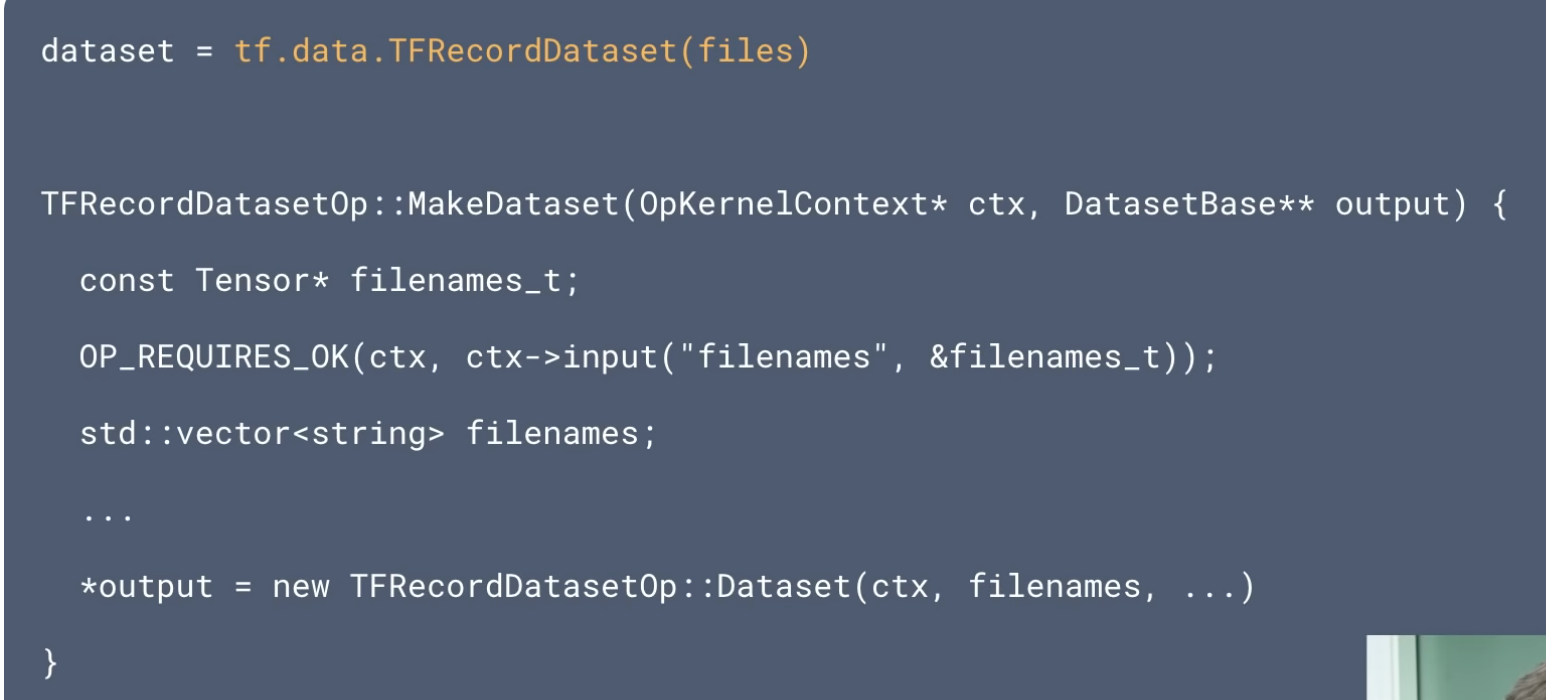 dataset = tf.data.TFRecordDataset(files)
TFRecordDatasetOp::MakeDataset(OpKernelContext* ctx, DatasetBase** output) {
const Tensor* filenames_t;
OP_REQUIRES_OK(ctx, ctx->input("filenames", &filenames_t));
std::vector<string> filenames;
...
*output = new TFRecordDatasetOp::Dataset(ctx, filenames, ...)
}